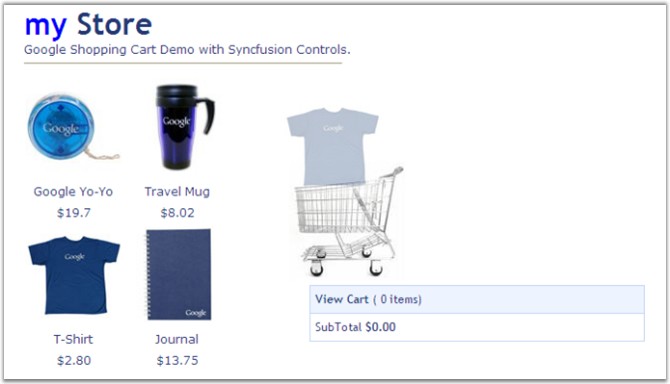 my Store
Google Shopping Cart Demo with Syncfusion Controls.
Google
Google
Google Yo-Yo
Travel Mug
$19.7
$8.02
Google
Google
T-Shirt
Journal
$2.80
$13.75
Google
View Cart ( 0 items)
SubTotal $0.00